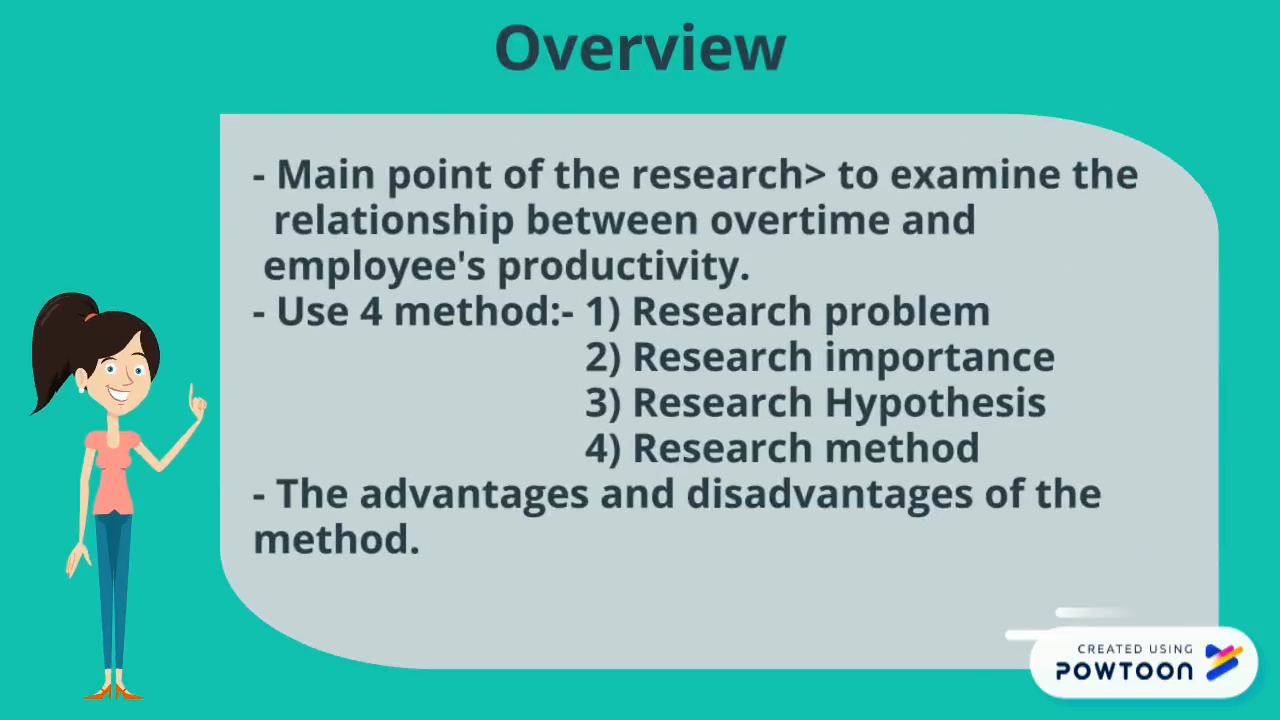 Overview
- Main point of the research> to examine the
relationship between overtime and
employee's productivity.
- Use 4 method:- 1) Research problem
2) Research importance
3) Research Hypothesis
4) Research method
- The advantages and disadvantages of the
method.
CREATED USING
POWTOON